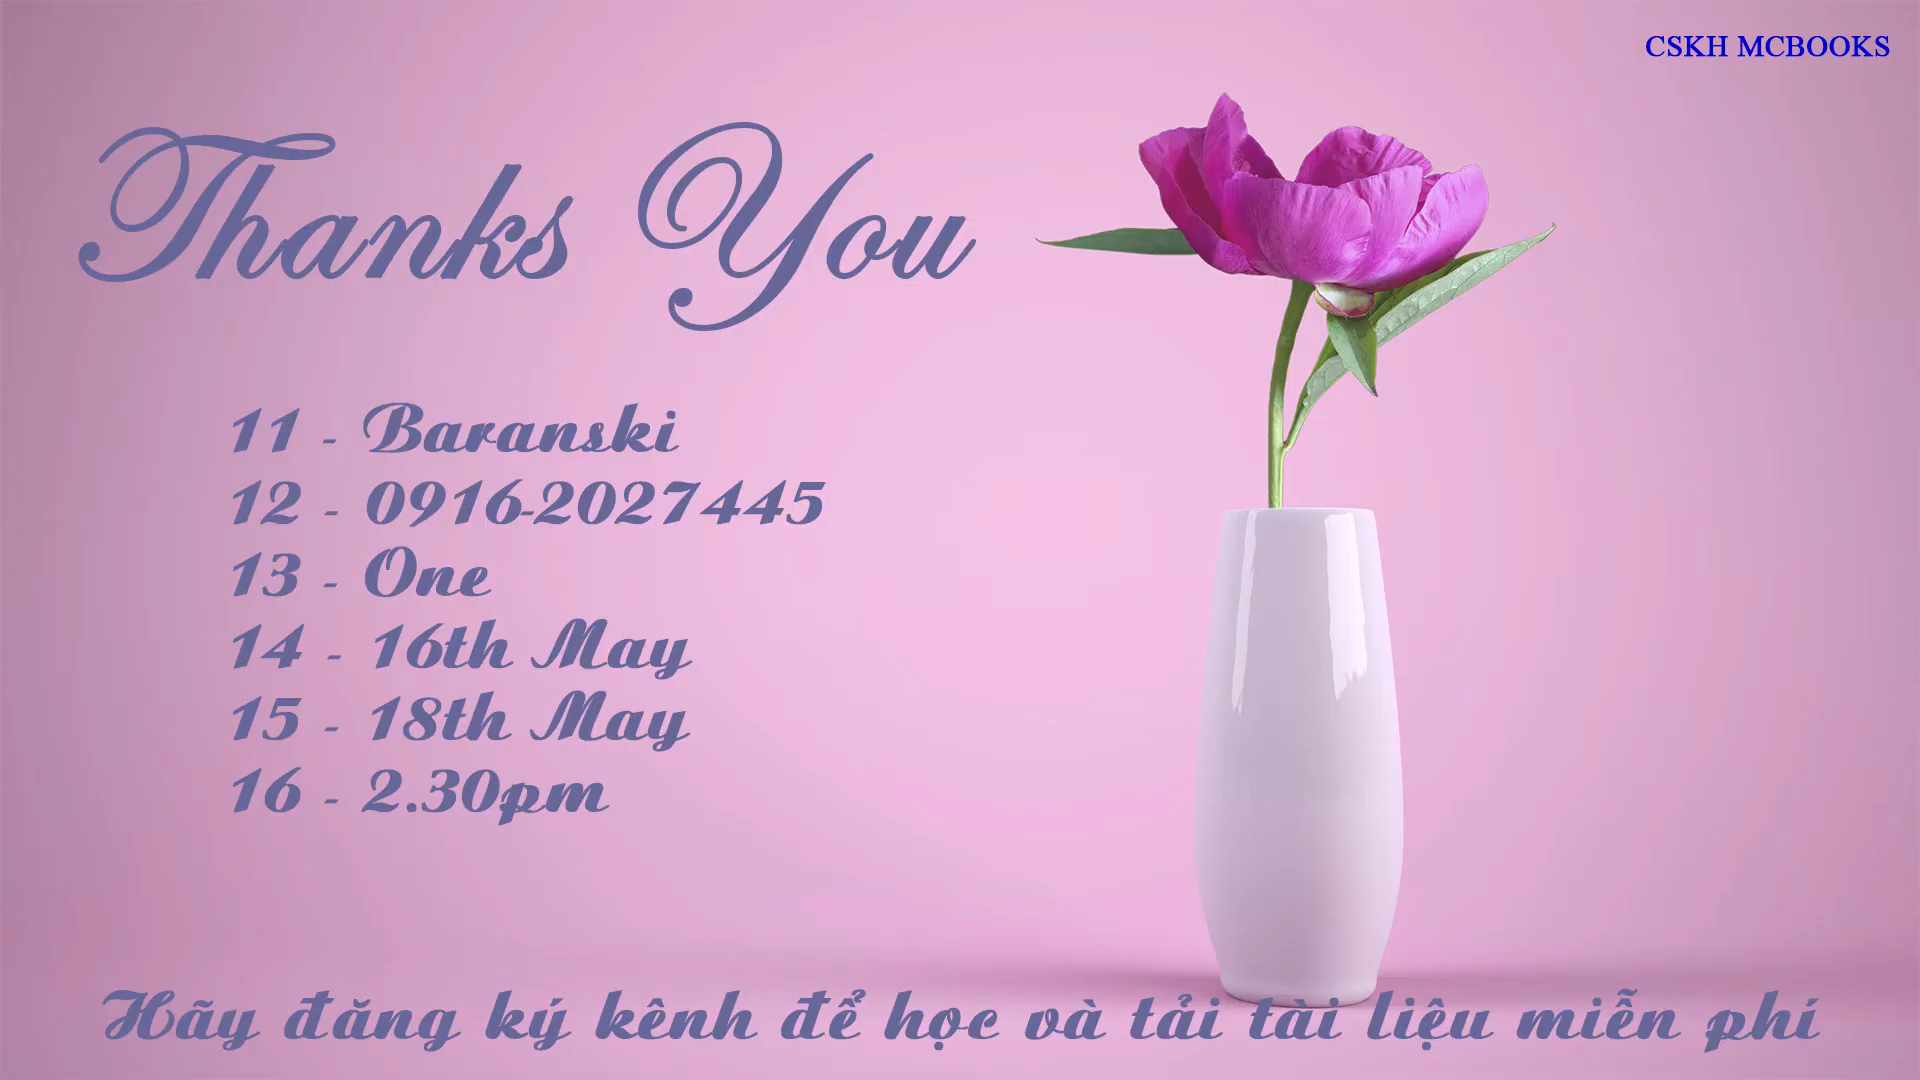 CSKH MCBOOKS
Thanks You
11 - Baranski
12 - 0916-2027445
13 - One
14 - 16th May
15 - 18th May
16 - 2.30pm
Hãy đăng ký kênh để học và tải tài liệu miễn phí